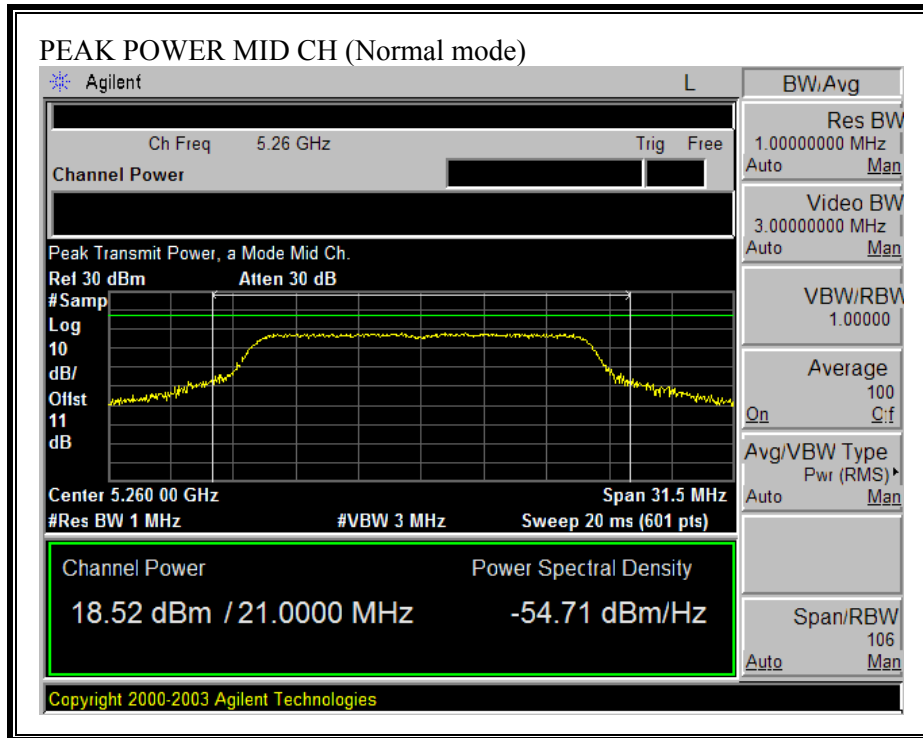 PEAK POWER MID CH (Normal mode)
Agilent L
Ch Freq 5.26 GHz Trig Free
Channel Power
Peak Transmit Power, a Mode Mid Ch.
Ref 30 dBm Atten 30 dB
#Samp
Log
10
dB/
Offst
11
dB
Center 5.260 00 GHz Span 31.5 MHz
#Res BW 1 MHz #VBW 3 MHz Sweep 20 ms (601 pts)
Channel Power Power Spectral Density
18.52 dBm / 21.0000 MHz -54.71 dBm/Hz
Copyright 2000-2003 Agilent Technologies
BW/Avg
Res BW
1.00000000 MHz
Auto Man
Video BW
3.00000000 MHz
Auto Man
VBW/RBW
1.00000
Average
100
On Off
Avg/VBW Type
Pwr (RMS)
Auto Man
Span/RBW
106
Auto Man